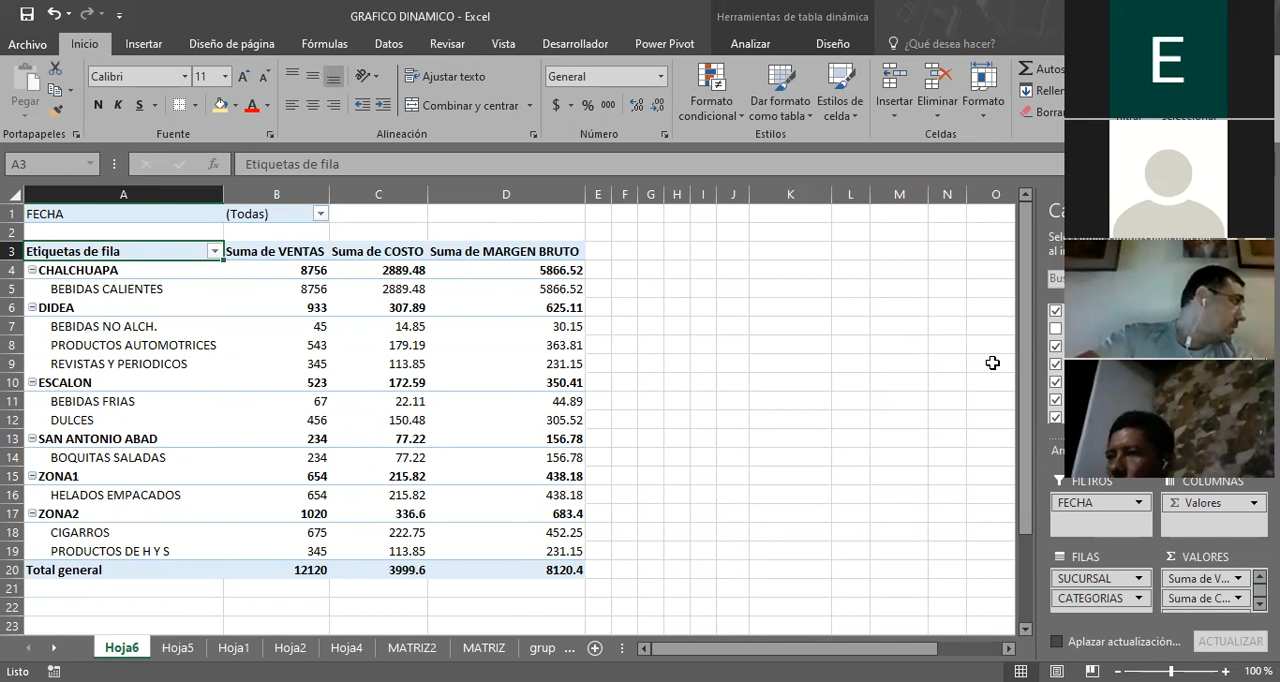 GRAFICO DINAMICO - Excel
Herramientas de tabla dinámica
Archivo Inicio Insertar Diseño de página Fórmulas Datos Revisar Vista Desarrollador Power Pivot Analizar Diseño ¿Qué desea hacer?
E
Pegar
Calibri 11
N K S
Ajustar texto
Combinar y centrar
General
$ % 000
Formato condicional
Dar formato como tabla
Estilos de celda
Insertar Eliminar Formato
Portapapeles Fuente Alineación Número Estilos Celdas
A3 fx Etiquetas de fila
A B C D E F G H I J K L M N O
1 FECHA (Todas)
2
3 Etiquetas de fila Suma de VENTAS Suma de COSTO Suma de MARGEN BRUTO
4 CHALCHUAPA 8756 2889.48 5866.52
5 BEBIDAS CALIENTES 8756 2889.48 5866.52
6 DIDEA 933 307.89 625.11
7 BEBIDAS NO ALCH. 45 14.85 30.15
8 PRODUCTOS AUTOMOTRICES 543 179.19 363.81
9 REVISTAS Y PERIODICOS 345 113.85 231.15
10 ESCALON 523 172.59 350.41
11 BEBIDAS FRIAS 67 22.11 44.89
12 DULCES 456 150.48 305.52
13 SAN ANTONIO ABAD 234 77.22 156.78
14 BOQUITAS SALADAS 234 77.22 156.78
15 ZONA1 654 215.82 438.18
16 HELADOS EMPACADOS 654 215.82 438.18
17 ZONA2 1020 336.6 683.4
18 CIGARROS 675 222.75 452.25
19 PRODUCTOS DE H Y S 345 113.85 231.15
20 Total general 12120 3999.6 8120.4
21
22
23
FILTROS COLUMNAS
FECHA Σ Valores
FILAS Σ VALORES
SUCURSAL Suma de V...
CATEGORIAS Suma de C...
Aplazar actualización... ACTUALIZAR
Hoja6 Hoja5 Hoja1 Hoja2 Hoja4 MATRIZ2 MATRIZ grup ...
Listo 100 %